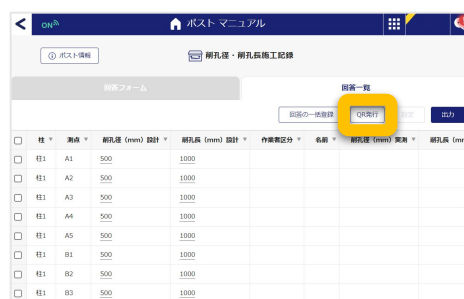 ON
ポスト マニュアル
ポスト情報
削孔径・削孔長施工記録
回答フォーム
回答一覧
回答の一括登録 QR発行 出力
柱 測点 削孔径（mm）設計 削孔長（mm）設計 作業者区分 名前 削孔径（mm）実測 削孔長（mm
柱1 A1 500 1000
柱1 A2 500 1000
柱1 A3 500 1000
柱1 A4 500 1000
柱1 A5 500 1000
柱1 B1 500 1000
柱1 B2 500 1000
柱1 B3 500 1000